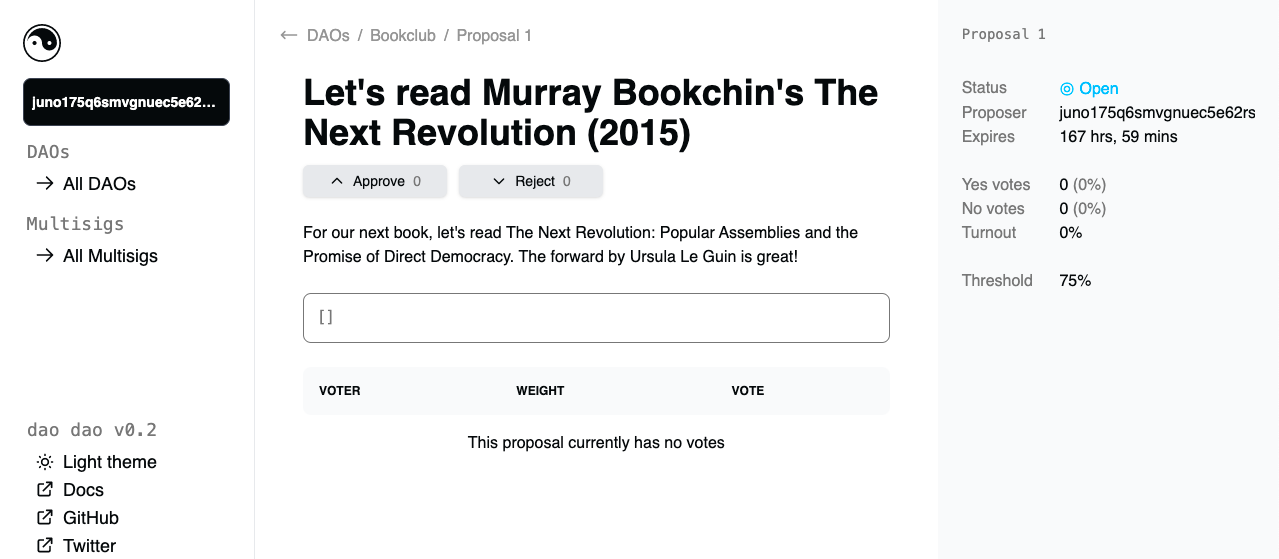 juno175q6smvgnuec5e62...
DAOs
All DAOs
Multisigs
All Multisigs
dao dao v0.2
Light theme
Docs
GitHub
Twitter
DAOs / Bookclub / Proposal 1
Let's read Murray Bookchin's The
Next Revolution (2015)
Approve 0 Reject 0
For our next book, let's read The Next Revolution: Popular Assemblies and the
Promise of Direct Democracy. The forward by Ursula Le Guin is great!
[]
VOTER WEIGHT VOTE
This proposal currently has no votes
Proposal 1
Status Open
Proposer juno175q6smvgnuec5e62rs
Expires 167 hrs, 59 mins
Yes votes 0 (0%)
No votes 0 (0%)
Turnout 0%
Threshold 75%